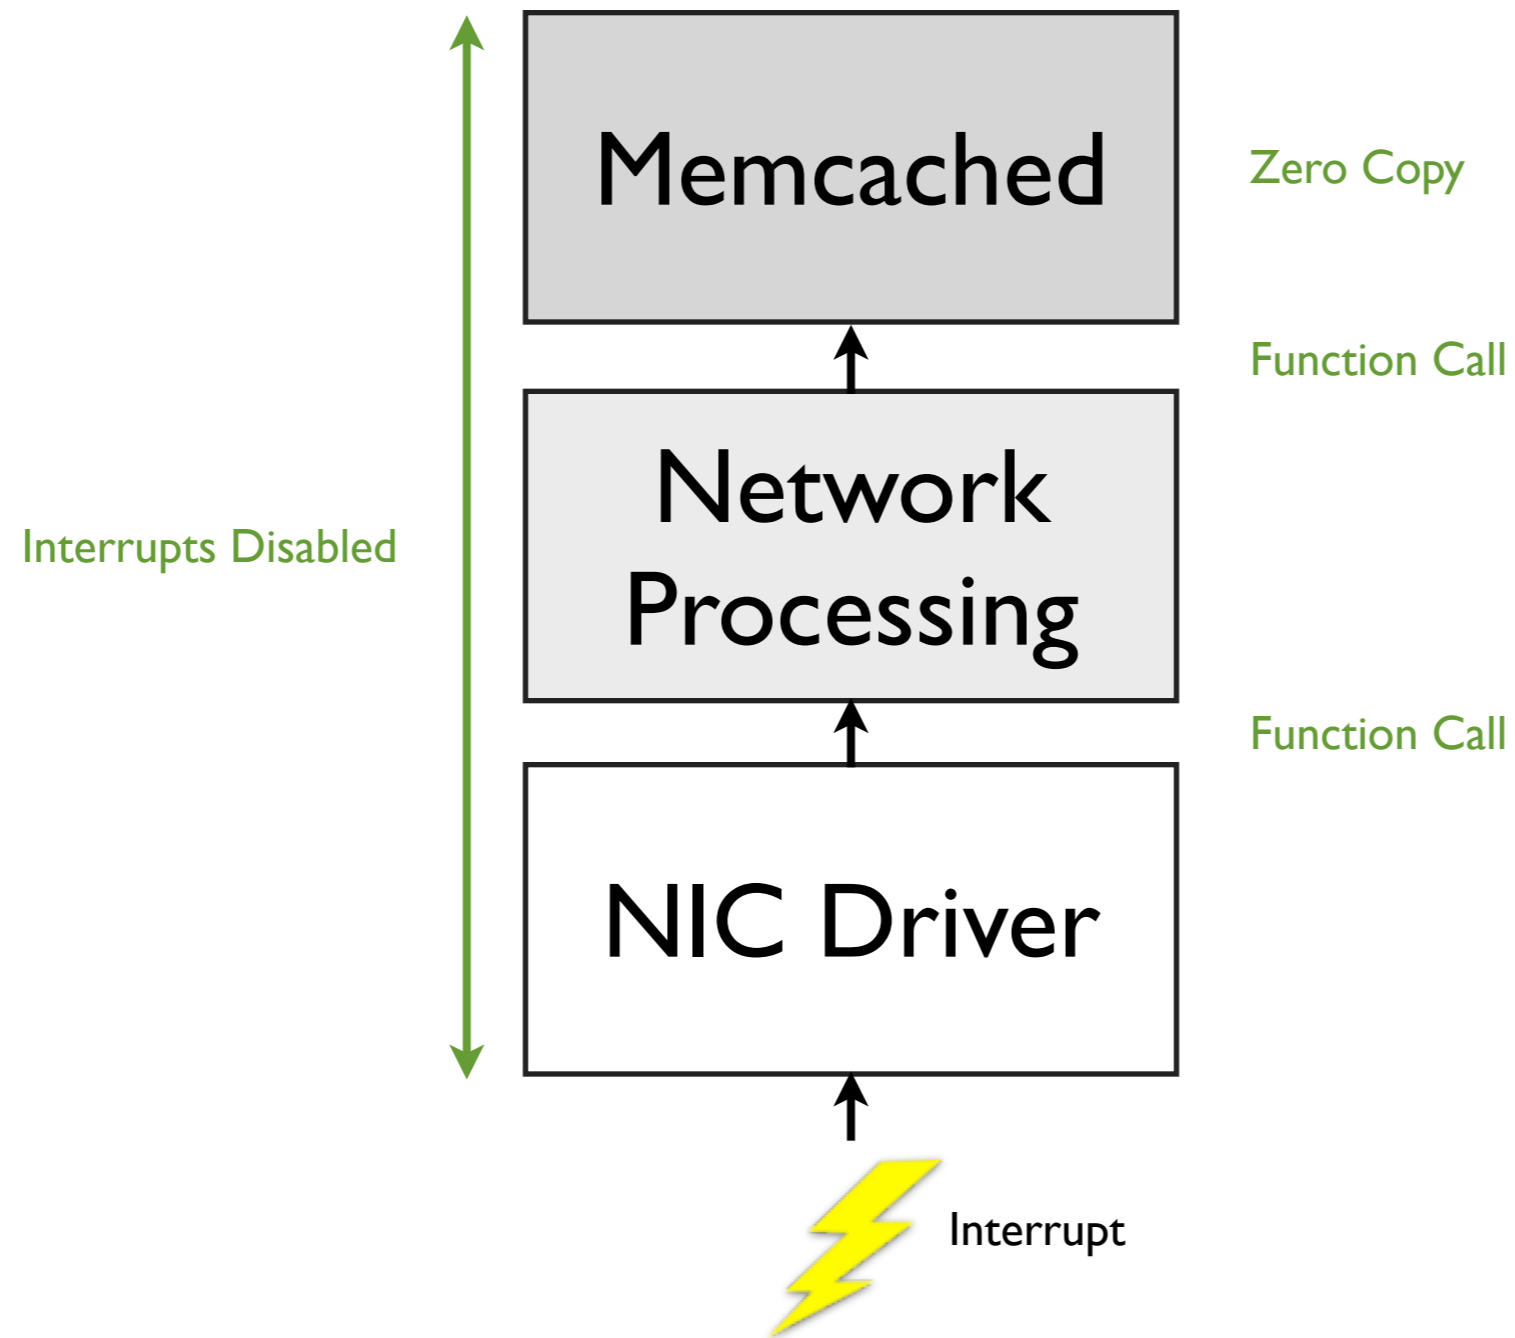 Memcached
Zero Copy
Function Call
Network
Processing
Interrupts Disabled
Function Call
NIC Driver
Interrupt